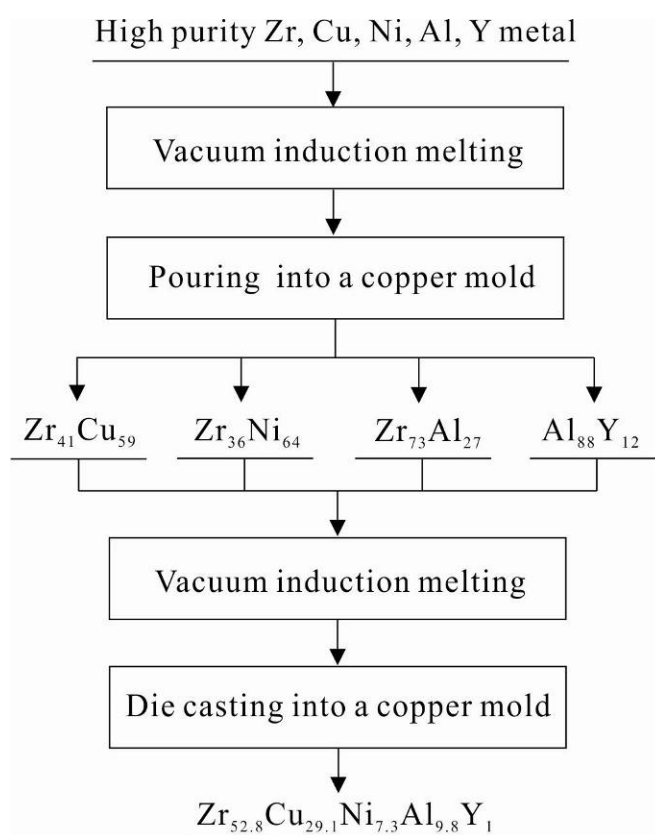 High purity Zr, Cu, Ni, Al, Y metal
Vacuum induction melting
Pouring into a copper mold
Zr₄₁Cu₅₉ Zr₃₆Ni₆₄ Zr₇₃Al₂₇ Al₈₈Y₁₂
Vacuum induction melting
Die casting into a copper mold
Zr₅₂.₈Cu₂₉.₁Ni₇.₃Al₉.₈Y₁